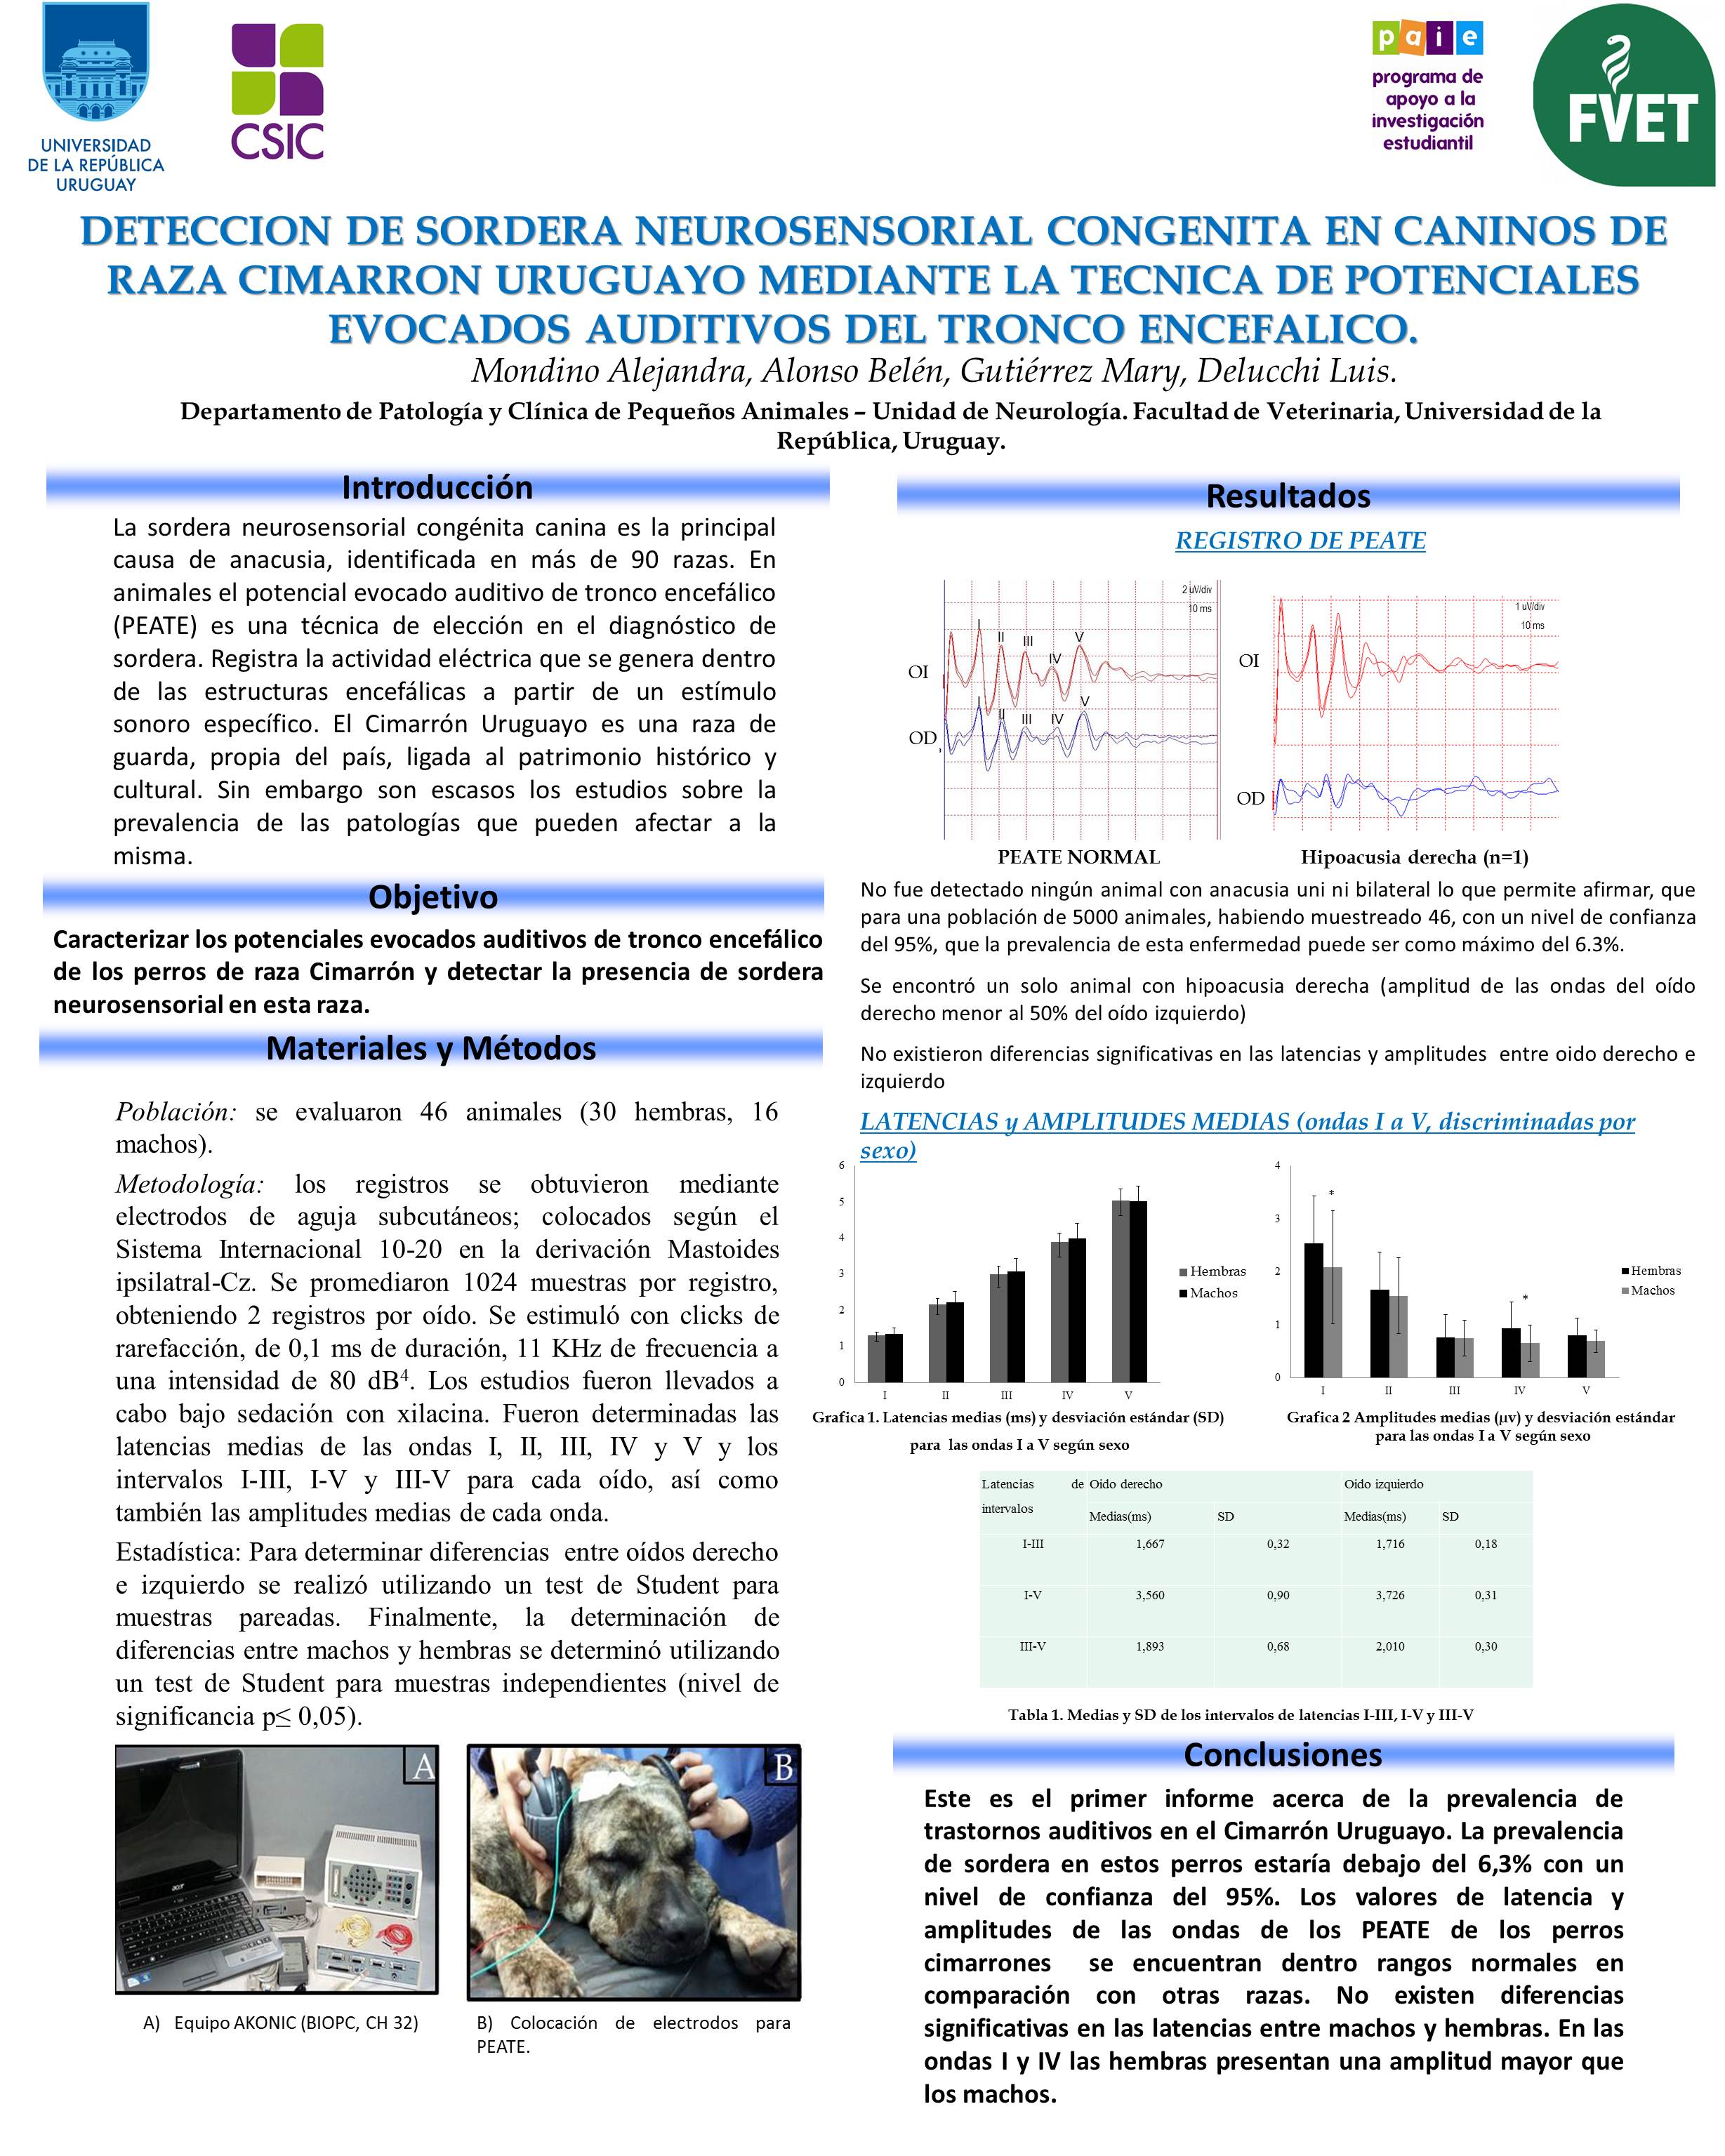 UNIVERSIDAD
DE LA REPÚBLICA
URUGUAY
CSIC
paie
programa de
apoyo a la
investigación
estudiantil
FVET
DETECCION DE SORDERA NEUROSENSORIAL CONGENITA EN CANINOS DE
RAZA CIMARRON URUGUAYO MEDIANTE LA TECNICA DE POTENCIALES
EVOCADOS AUDITIVOS DEL TRONCO ENCEFALICO.
Mondino Alejandra, Alonso Belén, Gutiérrez Mary, Delucchi Luis.
Departamento de Patología y Clínica de Pequeños Animales – Unidad de Neurología. Facultad de Veterinaria, Universidad de la
República, Uruguay.
Introducción
La sordera neurosensorial congénita canina es la principal
causa de anacusia, identificada en más de 90 razas. En
animales el potencial evocado auditivo de tronco encefálico
(PEATE) es una técnica de elección en el diagnóstico de
sordera. Registra la actividad eléctrica que se genera dentro
de las estructuras encefálicas a partir de un estímulo
sonoro específico. El Cimarrón Uruguayo es una raza de
guarda, propia del país, ligada al patrimonio histórico y
cultural. Sin embargo son escasos los estudios sobre la
prevalencia de las patologías que pueden afectar a la
misma.
Objetivo
Caracterizar los potenciales evocados auditivos de tronco encefálico
de los perros de raza Cimarrón y detectar la presencia de sordera
neurosensorial en esta raza.
Materiales y Métodos
Población: se evaluaron 46 animales (30 hembras, 16
machos).
Metodología: los registros se obtuvieron mediante
electrodos de aguja subcutáneos; colocados según el
Sistema Internacional 10-20 en la derivación Mastoides
ipsilatral-Cz. Se promediaron 1024 muestras por registro,
obteniendo 2 registros por oído. Se estimuló con clicks de
rarefacción, de 0,1 ms de duración, 11 KHz de frecuencia a
una intensidad de 80 dB⁴. Los estudios fueron llevados a
cabo bajo sedación con xilacina. Fueron determinadas las
latencias medias de las ondas I, II, III, IV y V y los
intervalos I-III, I-V y III-V para cada oído, así como
también las amplitudes medias de cada onda.
Estadística: Para determinar diferencias entre oídos derecho
e izquierdo se realizó utilizando un test de Student para
muestras pareadas. Finalmente, la determinación de
diferencias entre machos y hembras se determinó utilizando
un test de Student para muestras independientes (nivel de
significancia p≤ 0,05).
A
B
acer
A) Equipo AKONIC (BIOPC, CH 32)
B) Colocación de electrodos para
PEATE.
Resultados
REGISTRO DE PEATE
2 uV/div
10 ms
I II III IV V
OI
I II III IV V
OD
1 uV/div
10 ms
OI
OD
PEATE NORMAL
Hipoacusia derecha (n=1)
No fue detectado ningún animal con anacusia uni ni bilateral lo que permite afirmar, que
para una población de 5000 animales, habiendo muestreado 46, con un nivel de confianza
del 95%, que la prevalencia de esta enfermedad puede ser como máximo del 6.3%.
Se encontró un solo animal con hipoacusia derecha (amplitud de las ondas del oído
derecho menor al 50% del oído izquierdo)
No existieron diferencias significativas en las latencias y amplitudes entre oido derecho e
izquierdo
LATENCIAS y AMPLITUDES MEDIAS (ondas I a V, discriminadas por
sexo)
6
5
4
3
2
1
0
I II III IV V
Hembras
Machos
Grafica 1. Latencias medias (ms) y desviación estándar (SD)
para las ondas I a V según sexo
4
3
2
1
0
* *
I II III IV V
Hembras
Machos
Grafica 2 Amplitudes medias (µv) y desviación estándar
para las ondas I a V según sexo
Latencias de Oido derecho Oido izquierdo
intervalos Medias(ms) SD Medias(ms) SD
I-III 1,667 0,32 1,716 0,18
I-V 3,560 0,90 3,726 0,31
III-V 1,893 0,68 2,010 0,30
Tabla 1. Medias y SD de los intervalos de latencias I-III, I-V y III-V
Conclusiones
Este es el primer informe acerca de la prevalencia de
trastornos auditivos en el Cimarrón Uruguayo. La prevalencia
de sordera en estos perros estaría debajo del 6,3% con un
nivel de confianza del 95%. Los valores de latencia y
amplitudes de las ondas de los PEATE de los perros
cimarrones se encuentran dentro rangos normales en
comparación con otras razas. No existen diferencias
significativas en las latencias entre machos y hembras. En las
ondas I y IV las hembras presentan una amplitud mayor que
los machos.